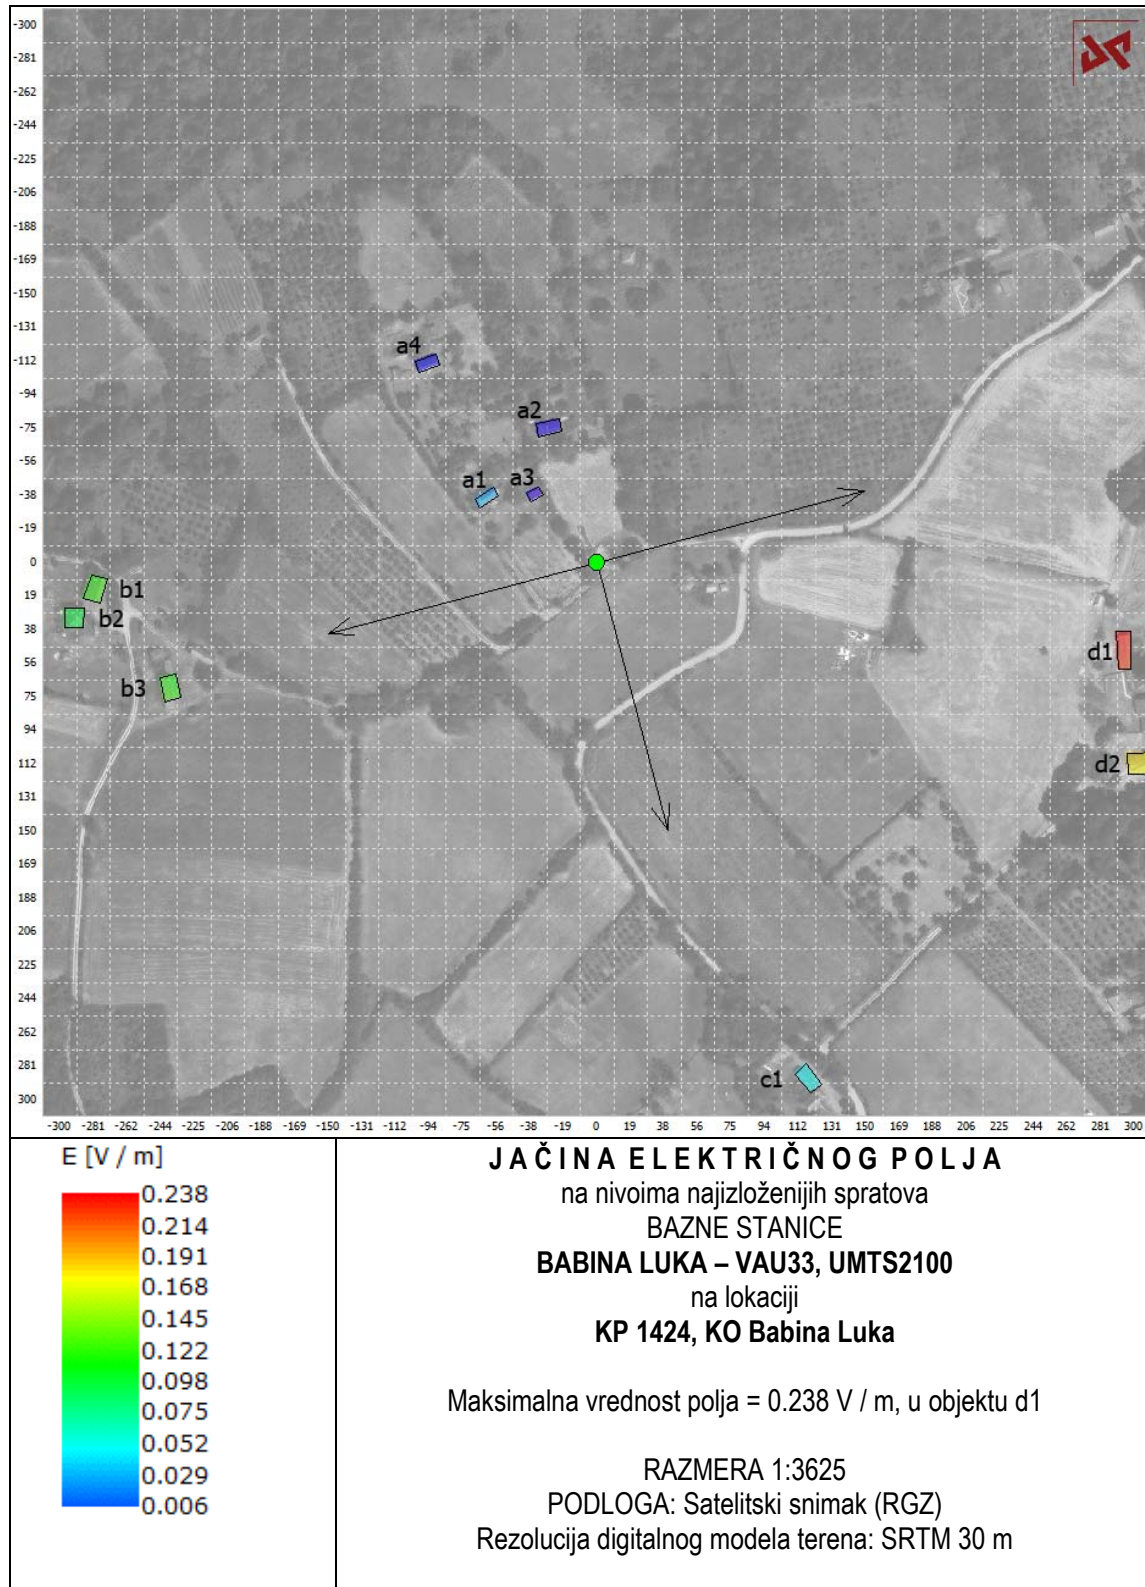 -300
-281
-262
-244
-225
-206
-188
-169
-150
-131
-112
-94
-75
-56
-38
-19
0
19
38
56
75
94
112
131
150
169
188
206
225
244
262
281
300
a4
a2
a1
a3
b1
b2
b3
d1
d2
c1
-300 -281 -262 -244 -225 -206 -188 -169 -150 -131 -112 -94 -75 -56 -38 -19 0 19 38 56 75 94 112 131 150 169 188 206 225 244 262 281 300
E [V / m]
0.238
0.214
0.191
0.168
0.145
0.122
0.098
0.075
0.052
0.029
0.006
J A Č I N A  E L E K T R I Č N O G  P O L J A
na nivoima najizloženijih spratova
BAZNE STANICE
BABINA LUKA – VAU33, UMTS2100
na lokaciji
KP 1424, KO Babina Luka
Maksimalna vrednost polja = 0.238 V / m, u objektu d1
RAZMERA 1:3625
PODLOGA: Satelitski snimak (RGZ)
Rezolucija digitalnog modela terena: SRTM 30 m